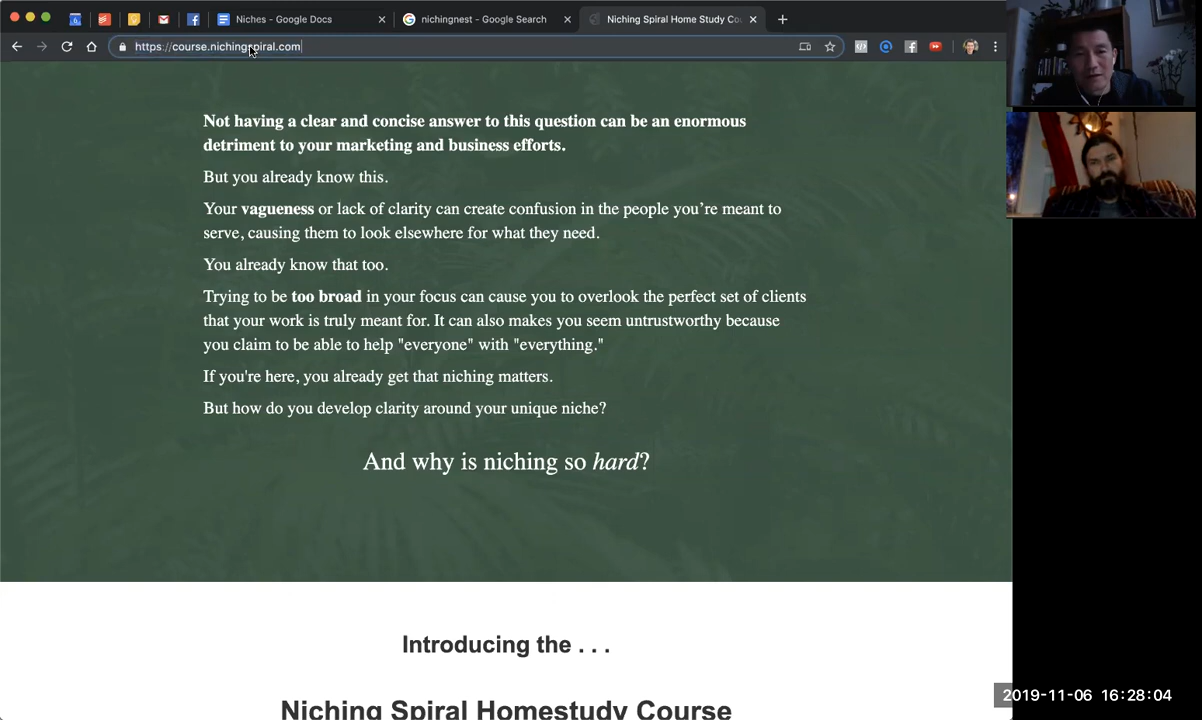 Niches - Google Docs
nichingnest - Google Search
Niching Spiral Home Study Co
https://course.nichingspiral.com
Not having a clear and concise answer to this question can be an enormous
detriment to your marketing and business efforts.
But you already know this.
Your vagueness or lack of clarity can create confusion in the people you’re meant to
serve, causing them to look elsewhere for what they need.
You already know that too.
Trying to be too broad in your focus can cause you to overlook the perfect set of clients
that your work is truly meant for. It can also makes you seem untrustworthy because
you claim to be able to help "everyone" with "everything."
If you're here, you already get that niching matters.
But how do you develop clarity around your unique niche?
And why is niching so hard?
Introducing the . . .
Niching Spiral Homestudy Course
2019-11-06 16:28:04